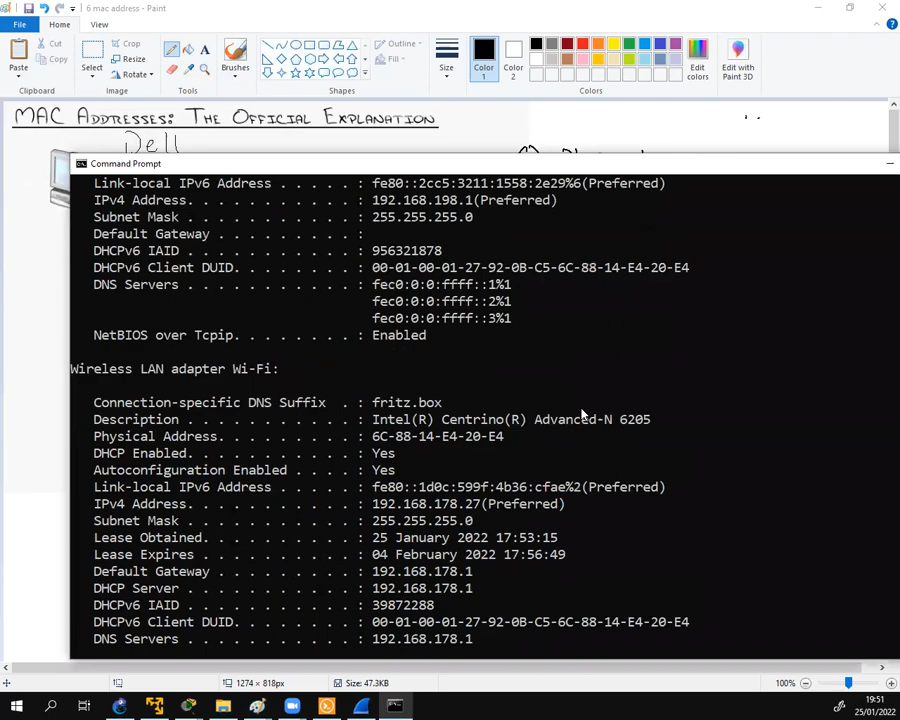 6 mac address - Paint
File
Home
View
Paste
Cut
Copy
Clipboard
Select
Crop
Resize
Rotate
Image
Tools
Brushes
Outline
Fill
Shapes
Size
Color 1
Color 2
Edit colors
Colors
Edit with Paint 3D
MAC ADDRESSES: THE OFFICIAL EXPLANATION
Dell
Command Prompt
Link-local IPv6 Address . . . . . : fe80::2cc5:3211:1558:2e29%6(Preferred)
IPv4 Address. . . . . . . . . . . : 192.168.198.1(Preferred)
Subnet Mask . . . . . . . . . . . : 255.255.255.0
Default Gateway . . . . . . . . . :
DHCPv6 IAID . . . . . . . . . . . : 956321878
DHCPv6 Client DUID. . . . . . . . : 00-01-00-01-27-92-0B-C5-6C-88-14-E4-20-E4
DNS Servers . . . . . . . . . . . : fec0:0:0:ffff::1%1
fec0:0:0:ffff::2%1
fec0:0:0:ffff::3%1
NetBIOS over Tcpip. . . . . . . . : Enabled
Wireless LAN adapter Wi-Fi:
Connection-specific DNS Suffix  . : fritz.box
Description . . . . . . . . . . . : Intel(R) Centrino(R) Advanced-N 6205
Physical Address. . . . . . . . . : 6C-88-14-E4-20-E4
DHCP Enabled. . . . . . . . . . . : Yes
Autoconfiguration Enabled . . . . : Yes
Link-local IPv6 Address . . . . . : fe80::1d0c:599f:4b36:cfae%2(Preferred)
IPv4 Address. . . . . . . . . . . : 192.168.178.27(Preferred)
Subnet Mask . . . . . . . . . . . : 255.255.255.0
Lease Obtained. . . . . . . . . . : 25 January 2022 17:53:15
Lease Expires . . . . . . . . . . : 04 February 2022 17:56:49
Default Gateway . . . . . . . . . : 192.168.178.1
DHCP Server . . . . . . . . . . . : 192.168.178.1
DHCPv6 IAID . . . . . . . . . . . : 39872288
DHCPv6 Client DUID. . . . . . . . : 00-01-00-01-27-92-0B-C5-6C-88-14-E4-20-E4
DNS Servers . . . . . . . . . . . : 192.168.178.1
1274 × 818px
Size: 47.3KB
100%
19:51
25/01/2022